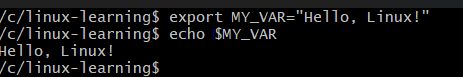 /c/linux-learning$ export MY_VAR="Hello, Linux!"
/c/linux-learning$ echo $MY_VAR
Hello, Linux!
/c/linux-learning$